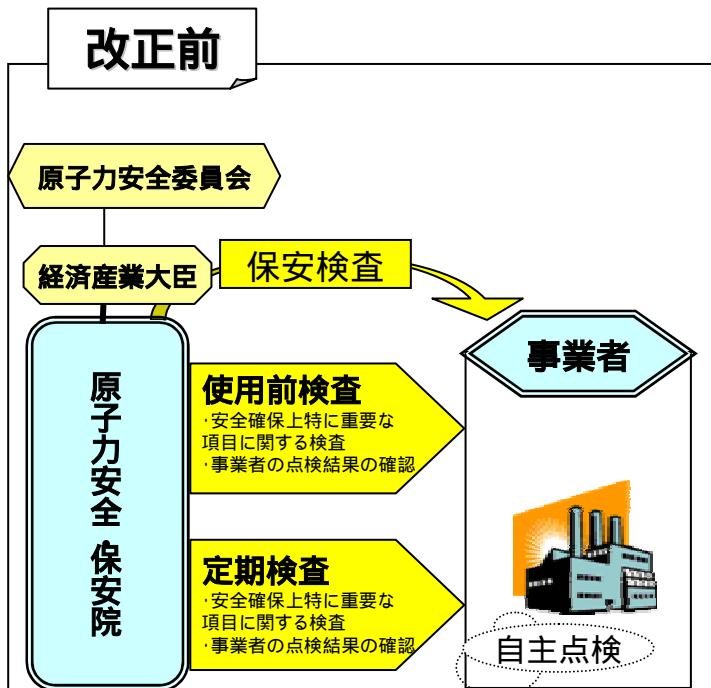 改正前
原子力安全委員会
経済産業大臣
保安検査
事業者
原子力安全・保安院
使用前検査
・安全確保上特に重要な
項目に関する検査
・事業者の点検結果の確認
定期検査
・安全確保上特に重要な
項目に関する検査
・事業者の点検結果の確認
自主点検